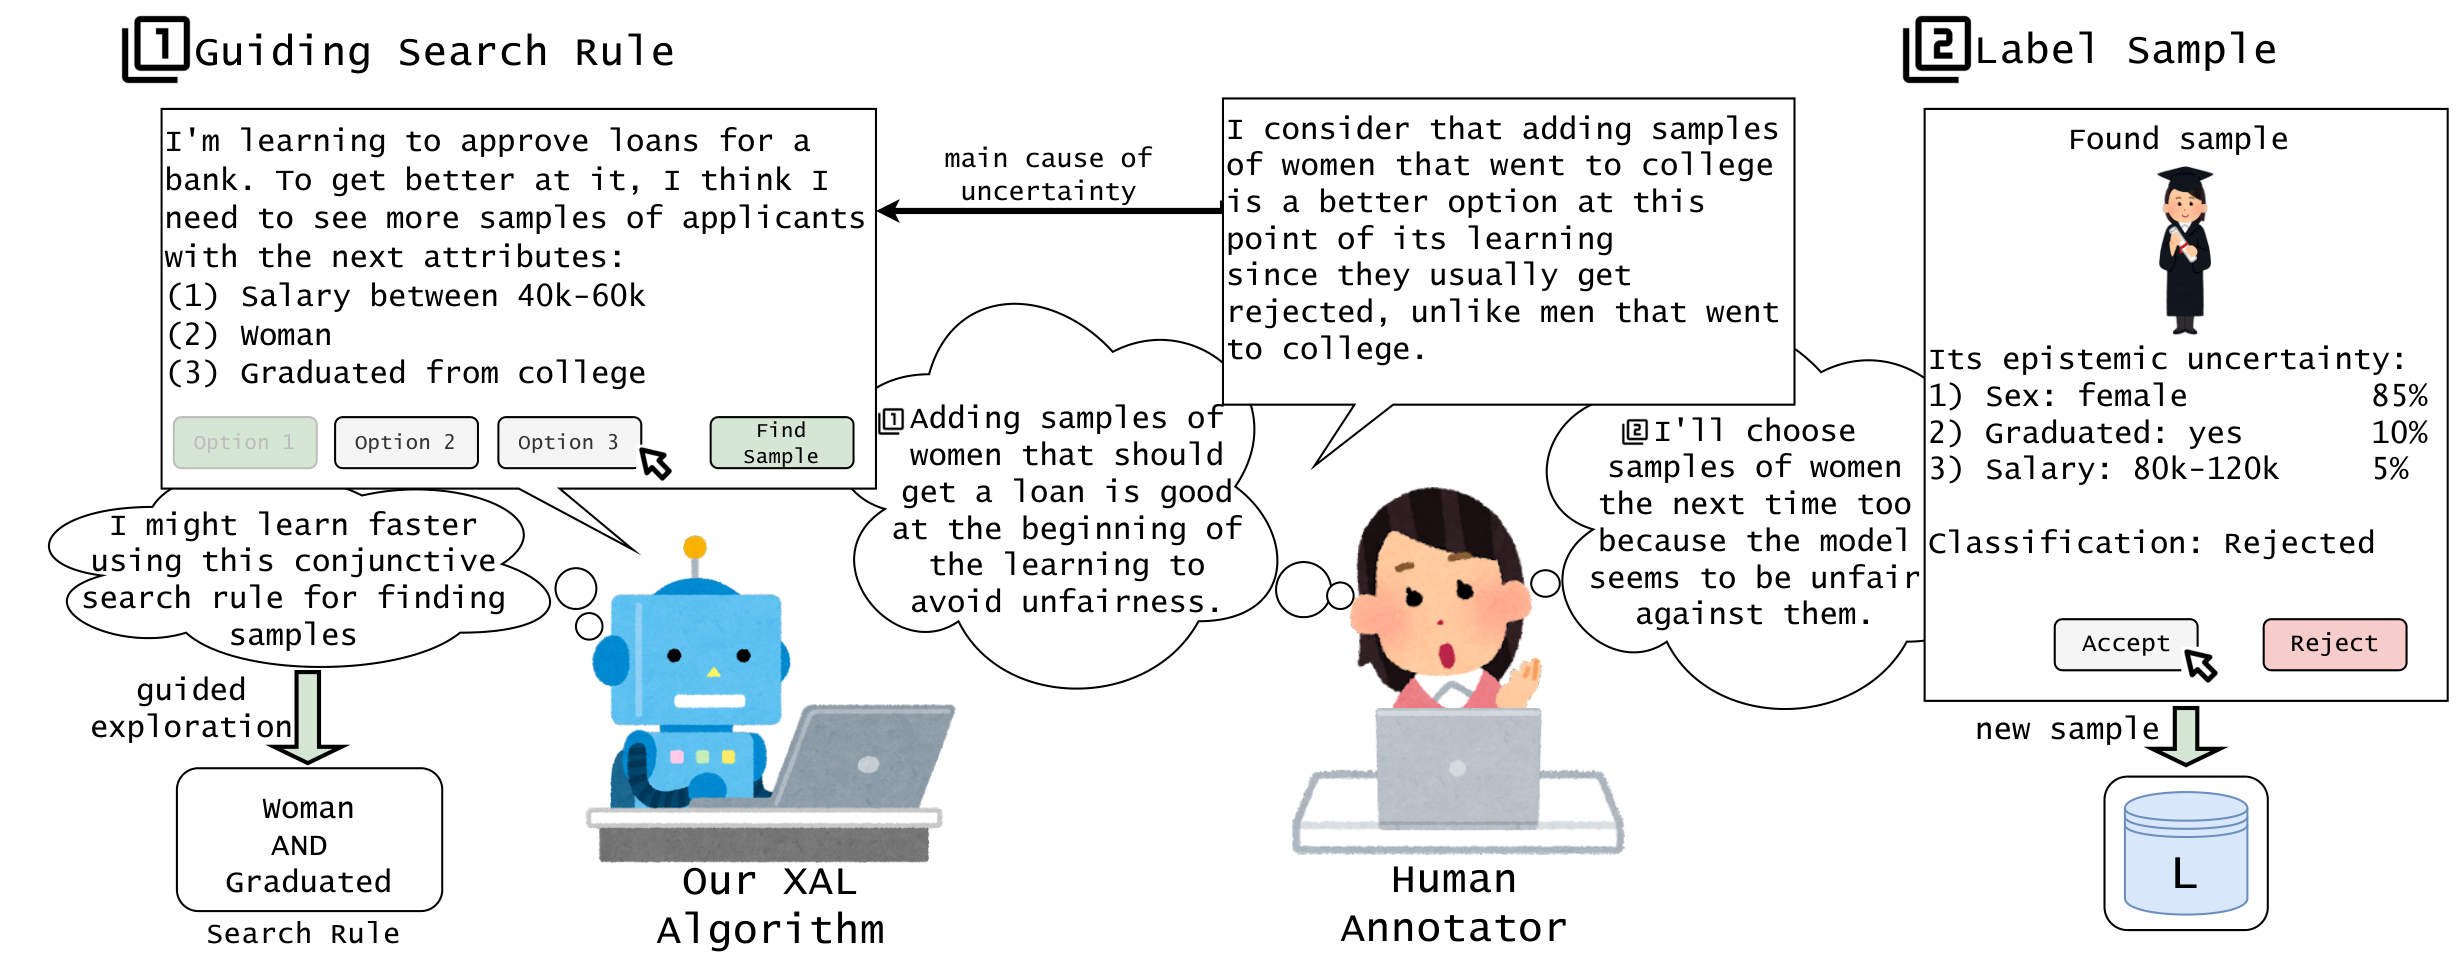 1 Guiding Search Rule
I'm learning to approve loans for a
bank. To get better at it, I think I
need to see more samples of applicants
with the next attributes:
(1) Salary between 40k-60k
(2) Woman
(3) Graduated from college
Option 1
Option 2
Option 3
Find
Sample
I might learn faster
using this conjunctive
search rule for finding
samples
guided
exploration
Woman
AND
Graduated
Search Rule
Our XAL
Algorithm
main cause of
uncertainty
I consider that adding samples
of women that went to college
is a better option at this
point of its learning
since they usually get
rejected, unlike men that went
to college.
1 Adding samples of
women that should
get a loan is good
at the beginning of
the learning to
avoid unfairness.
Human
Annotator
2 I'll choose
samples of women
the next time too
because the model
seems to be unfair
against them.
2 Label Sample
Found sample
Its epistemic uncertainty:
1) Sex: female 85%
2) Graduated: yes 10%
3) Salary: 80k-120k 5%
Classification: Rejected
Accept
Reject
new sample
L